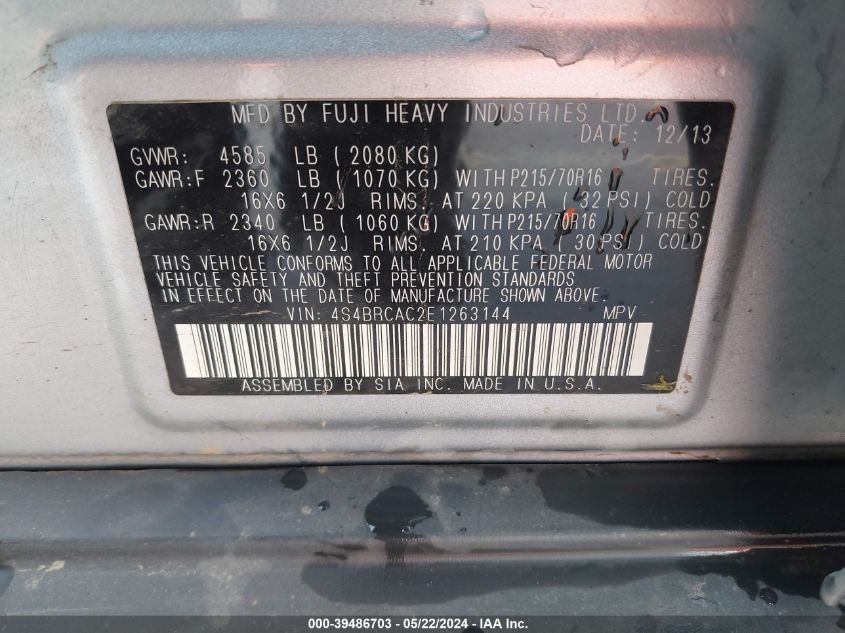 MFD BY FUJI HEAVY INDUSTRIES LTD.
DATE: 12/13
GVWR: 4585 LB ( 2080 KG)
GAWR:F 2360 LB ( 1070 KG) WITH P215/70R16 TIRES.
16X6 1/2J RIMS. AT 220 KPA ( 32 PSI) COLD
GAWR:R 2340 LB ( 1060 KG) WITH P215/70R16 TIRES.
16X6 1/2J RIMS. AT 210 KPA ( 30 PSI) COLD
THIS VEHICLE CONFORMS TO ALL APPLICABLE FEDERAL MOTOR
VEHICLE SAFETY AND THEFT PREVENTION STANDARDS
IN EFFECT ON THE DATE OF MANUFACTURE SHOWN ABOVE.
VIN: 4S4BRCAC2E1263144 MPV
ASSEMBLED BY SIA INC. MADE IN U.S.A.
000-39486703 - 05/22/2024 - IAA Inc.